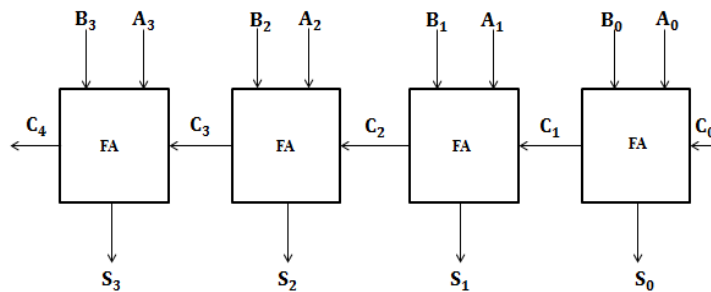 B₃ A₃ B₂ A₂ B₁ A₁ B₀ A₀
C₄ FA C₃ FA C₂ FA C₁ FA C₀
S₃ S₂ S₁ S₀